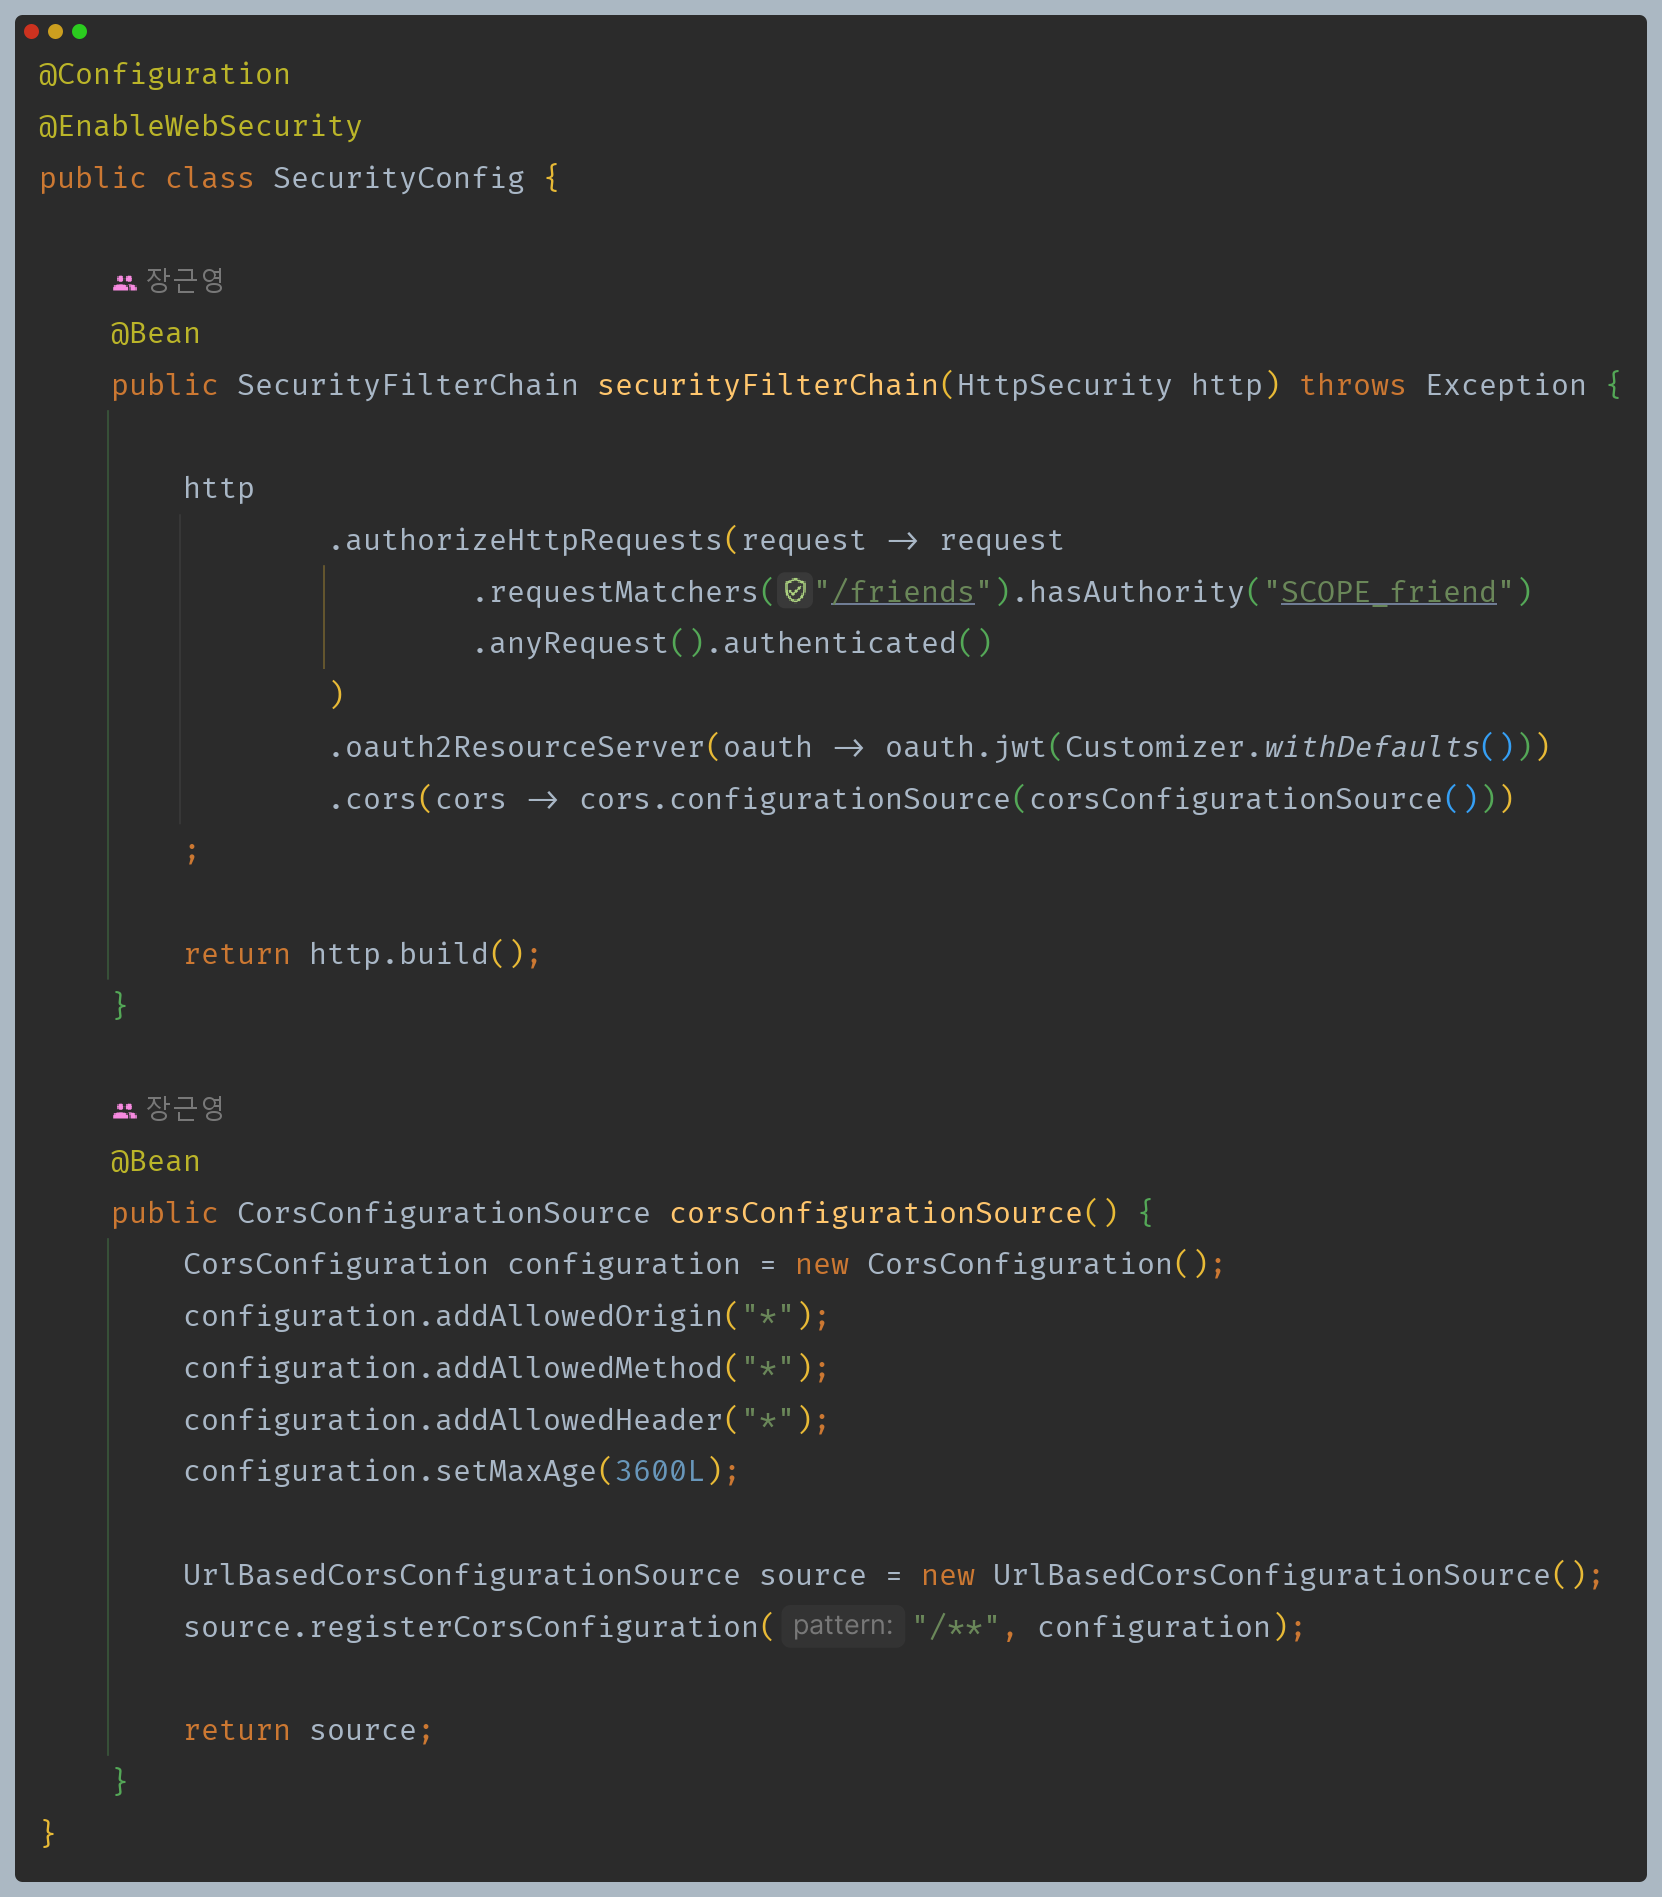 @Configuration
@EnableWebSecurity
public class SecurityConfig {
장근영
@Bean
public SecurityFilterChain securityFilterChain(HttpSecurity http) throws Exception {
http
.authorizeHttpRequests(request -> request
.requestMatchers("/friends").hasAuthority("SCOPE_friend")
.anyRequest().authenticated()
)
.oauth2ResourceServer(oauth -> oauth.jwt(Customizer.withDefaults()))
.cors(cors -> cors.configurationSource(corsConfigurationSource()))
;
return http.build();
}
장근영
@Bean
public CorsConfigurationSource corsConfigurationSource() {
CorsConfiguration configuration = new CorsConfiguration();
configuration.addAllowedOrigin("*");
configuration.addAllowedMethod("*");
configuration.addAllowedHeader("*");
configuration.setMaxAge(3600L);
UrlBasedCorsConfigurationSource source = new UrlBasedCorsConfigurationSource();
source.registerCorsConfiguration( pattern: "/**", configuration);
return source;
}
}